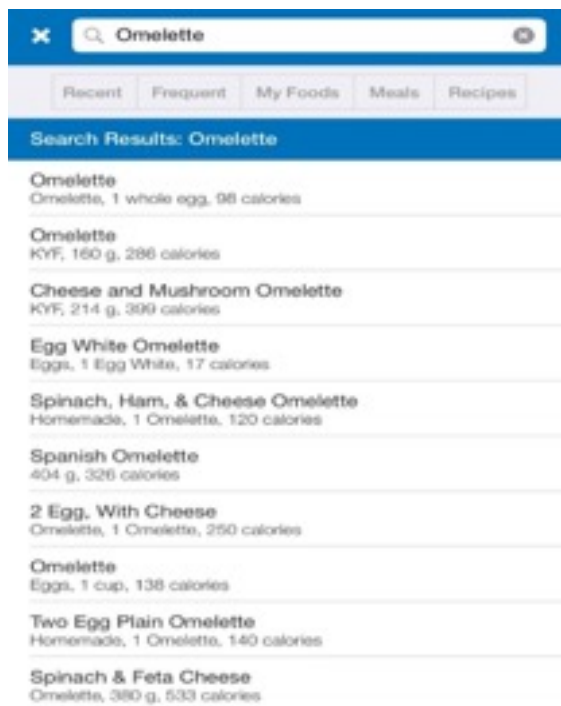 Omelette
Recent Frequent My Foods Meals Recipes
Search Results: Omelette
Omelette
Omelette, 1 whole egg, 98 calories
Omelette
KYF, 160 g, 286 calories
Cheese and Mushroom Omelette
KYF, 214 g, 399 calories
Egg White Omelette
Eggs, 1 Egg White, 17 calories
Spinach, Ham, & Cheese Omelette
Homemade, 1 Omelette, 120 calories
Spanish Omelette
404 g, 326 calories
2 Egg, With Cheese
Omelette, 1 Omelette, 250 calories
Omelette
Eggs, 1 cup, 138 calories
Two Egg Plain Omelett
Homemade, 1 Omelette, 140 calories
Spinach & Feta Cheese
Omelette, 380 g, 533 calories